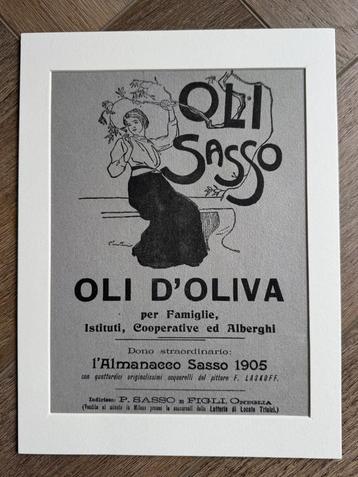 OLI
SASSO
OLI D'OLIVA
per Famiglie,
Istituti, Cooperative ed Alberghi
Dono straordinario:
l'Almanacco Sasso 1905
con quattordici originalissimi acquerelli del pittore F. LASKOFF.
Indirizzo: P. SASSO E FIGLI, ONEGLIA
(Vendita al minuto in Milano presso le succursali della Latteria di Locate Triulzi.)